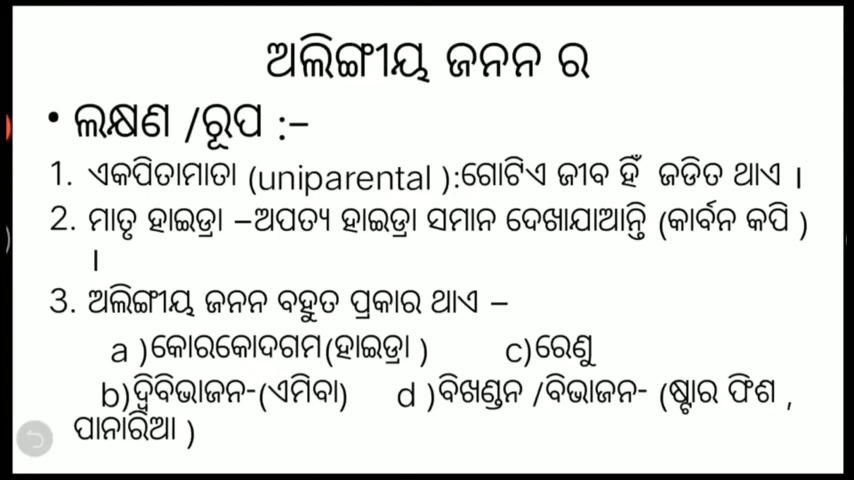 ଅଲିଙ୍ଗୀୟ ଜନନ ର
• ଲକ୍ଷଣ /ରୂପ :–
1. ଏକପିତାମାତା (uniparental ):ଗୋଟିଏ ଜୀବ ହିଁ ଜଡିତ ଥାଏ ।
2. ମାତୃ ହାଇଡ୍ରା –ଅପତ୍ୟ ହାଇଡ୍ରା ସମାନ ଦେଖାଯାଆନ୍ତି (କାର୍ବନ କପି )
।
3. ଅଲିଙ୍ଗୀୟ ଜନନ ବହୁତ ପ୍ରକାର ଥାଏ –
a )କୋରକୋଦଗମ(ହାଇଡ୍ରା ) c)ରେଣୁ
b)ଦ୍ୱିବିଭାଜନ-(ଏମିବା) d )ବିଖଣ୍ଡନ /ବିଭାଜନ- (ଷ୍ଟାର ଫିଶ ,
ପାନାରିଆ )